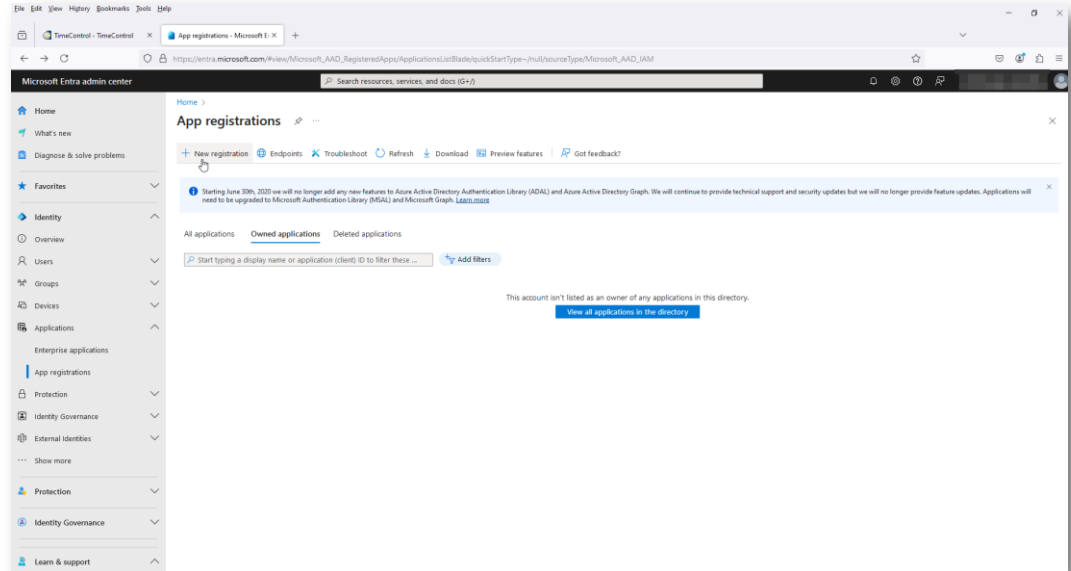 File Edit View History Bookmarks Tools Help
TimeControl - TimeControl
App registrations - Microsoft E
https://entra.microsoft.com/#view/Microsoft_AAD_RegisteredApps/ApplicationsListBlade/quickStartType~/null/sourceType/Microsoft_AAD_IAM
Microsoft Entra admin center
Search resources, services, and docs (G+/)
Home >
App registrations
New registration Endpoints Troubleshoot Refresh Download Preview features Got feedback?
Starting June 30th, 2020 we will no longer add any new features to Azure Active Directory Authentication Library (ADAL) and Azure Active Directory Graph. We will continue to provide technical support and security updates but we will no longer provide feature updates. Applications will
need to be upgraded to Microsoft Authentication Library (MSAL) and Microsoft Graph. Learn more
All applications Owned applications Deleted applications
Start typing a display name or application (client) ID to filter these ...
Add filters
This account isn't listed as an owner of any applications in this directory.
View all applications in the directory
Home
What's new
Diagnose & solve problems
Favorites
Identity
Overview
Users
Groups
Devices
Applications
Enterprise applications
App registrations
Protection
Identity Governance
External Identities
Show more
Protection
Identity Governance
Learn & support